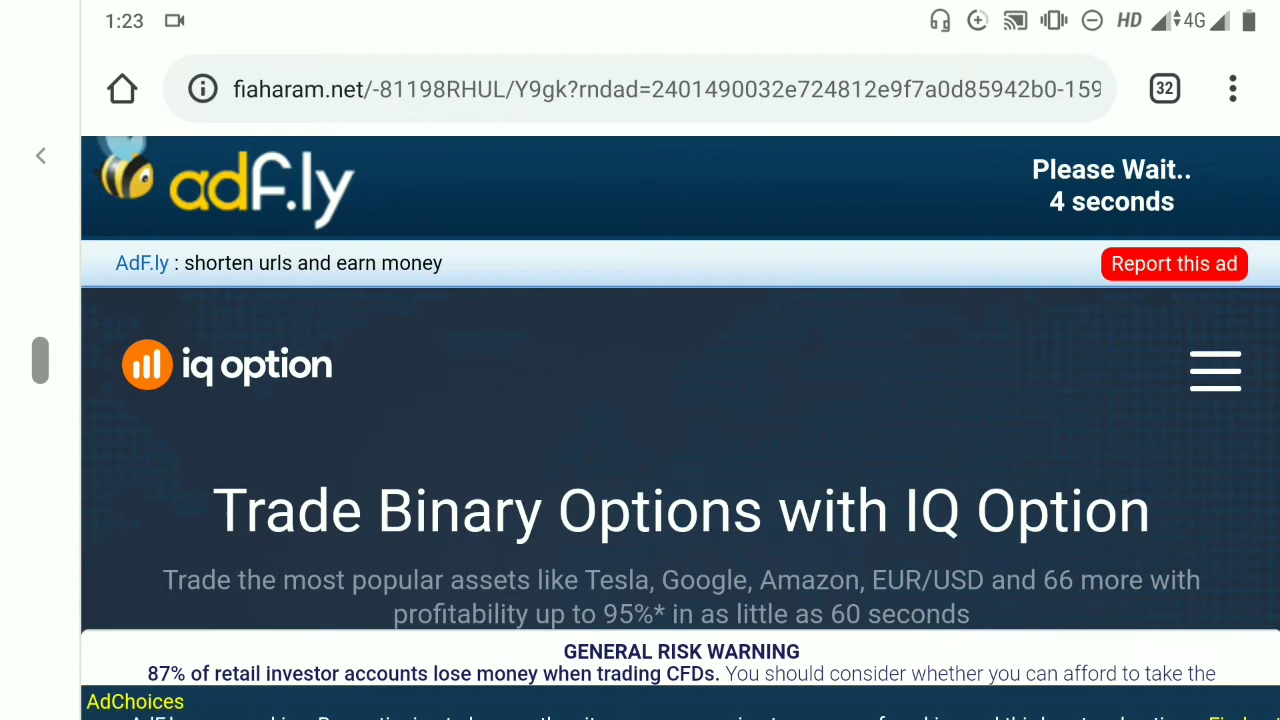 1:23
HD 4G
fiaharam.net/-81198RHUL/Y9gk?rndad=2401490032e724812e9f7a0d85942b0-159
32
adf.ly
Please Wait..
4 seconds
AdF.ly : shorten urls and earn money
Report this ad
iq option
Trade Binary Options with IQ Option
Trade the most popular assets like Tesla, Google, Amazon, EUR/USD and 66 more with
profitability up to 95%* in as little as 60 seconds
GENERAL RISK WARNING
87% of retail investor accounts lose money when trading CFDs. You should consider whether you can afford to take the
AdChoices